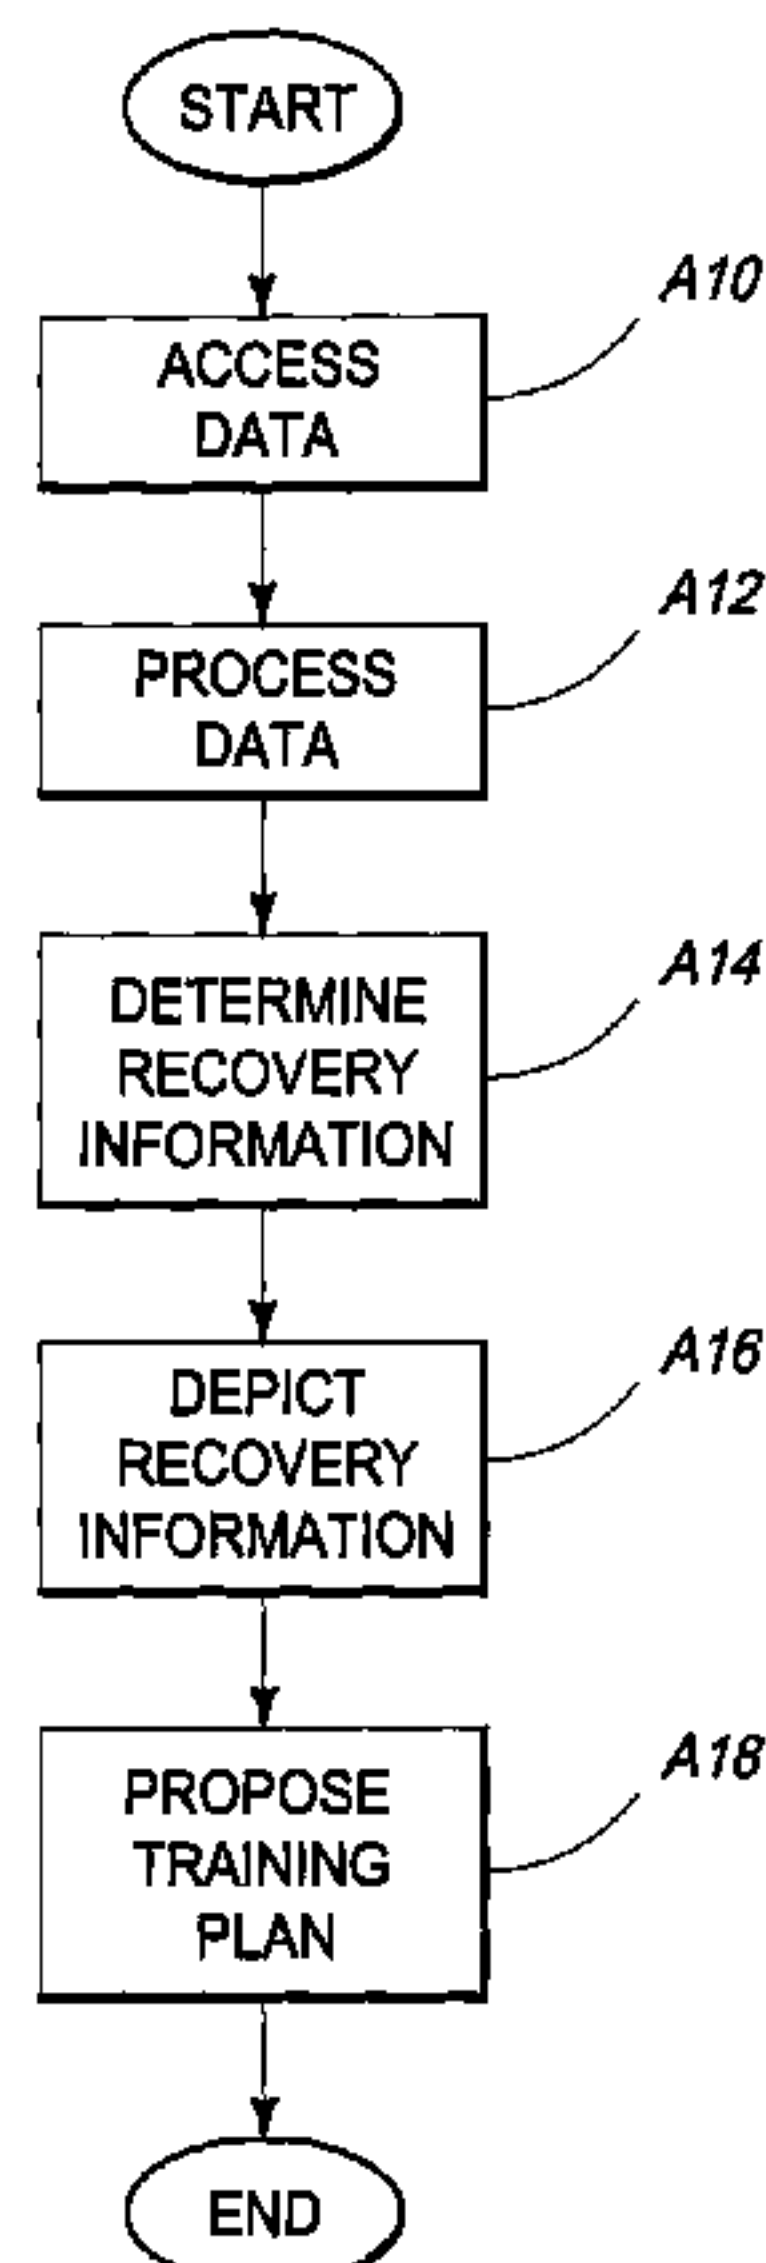 START
A10
ACCESS
DATA
A12
PROCESS
DATA
A14
DETERMINE
RECOVERY
INFORMATION
A16
DEPICT
RECOVERY
INFORMATION
A18
PROPOSE
TRAINING
PLAN
END